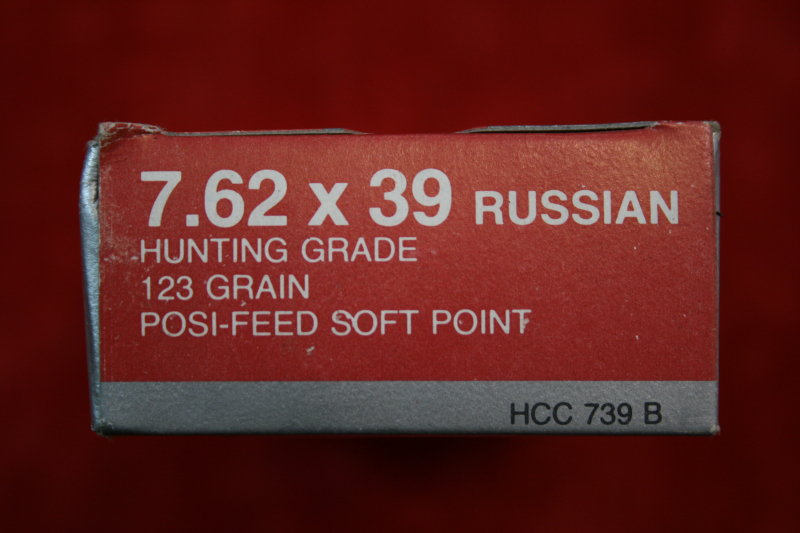 7.62 x 39 RUSSIAN
HUNTING GRADE
123 GRAIN
POSI-FEED SOFT POINT
HCC 739 B